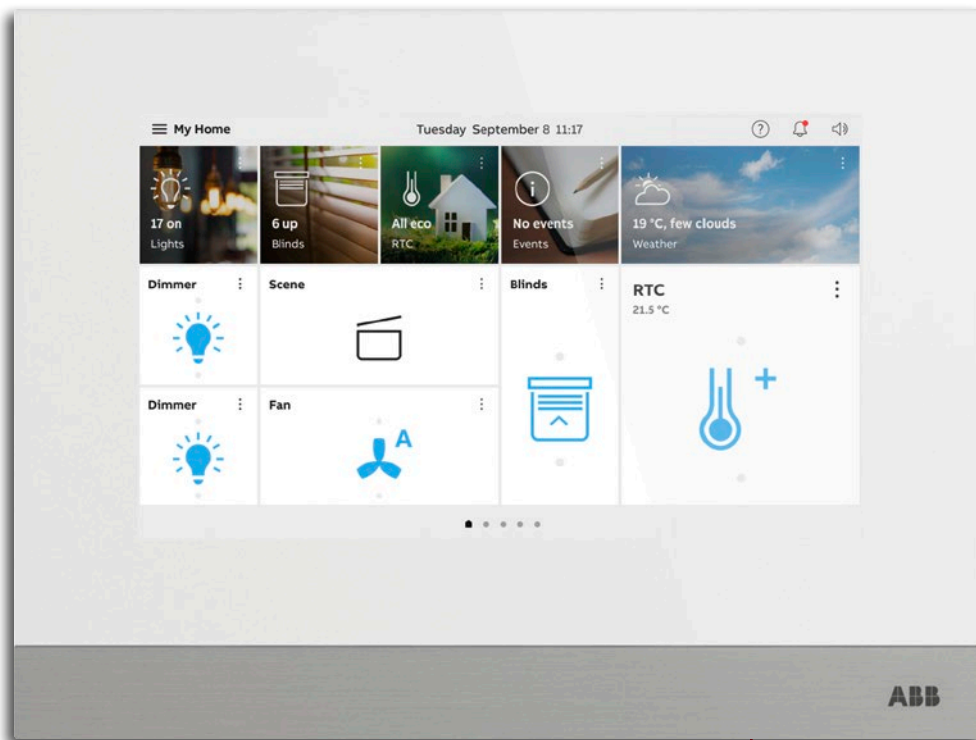 My Home
Tuesday September 8 11:17
?
17 on
Lights
6 up
Blinds
All eco
RTC
i
No events
Events
19 °C, few clouds
Weather
Dimmer
Scene
Blinds
RTC
21.5 °C
+
Dimmer
Fan
A
ABB